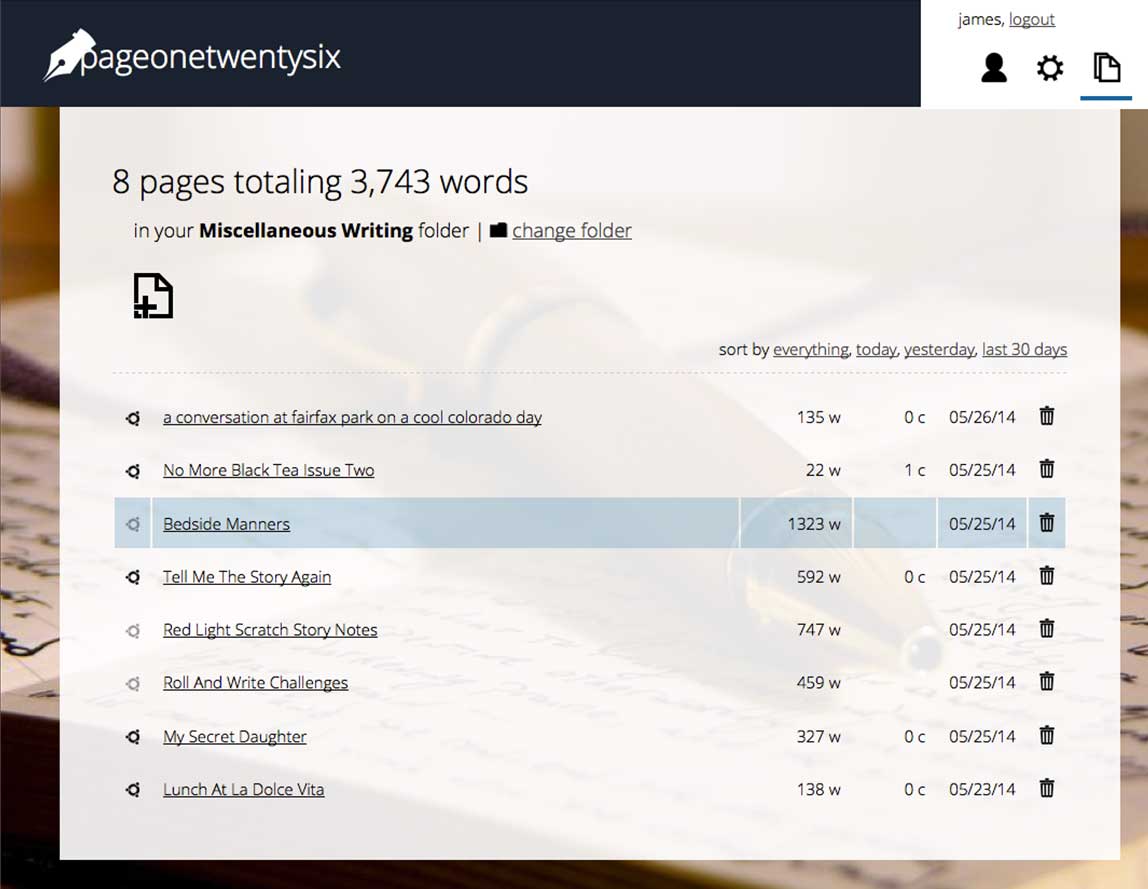 james, logout
pageonetwentysix
8 pages totaling 3,743 words
in your Miscellaneous Writing folder | change folder
sort by everything, today, yesterday, last 30 days
a conversation at fairfax park on a cool colorado day 135 w 0 c 05/26/14
No More Black Tea Issue Two 22 w 1 c 05/25/14
Bedside Manners 1323 w 05/25/14
Tell Me The Story Again 592 w 0 c 05/25/14
Red Light Scratch Story Notes 747 w 05/25/14
Roll And Write Challenges 459 w 05/25/14
My Secret Daughter 327 w 0 c 05/25/14
Lunch At La Dolce Vita 138 w 0 c 05/23/14